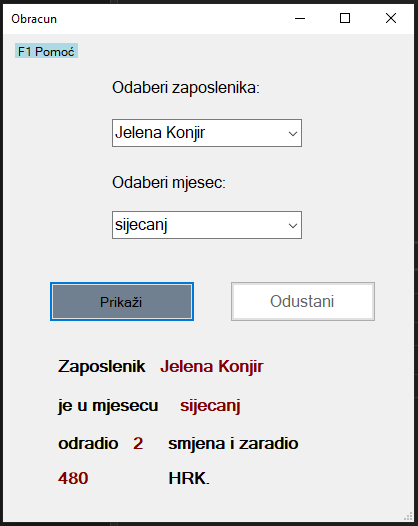 Obracun
F1 Pomoć
Odaberi zaposlenika:
Jelena Konjir
Odaberi mjesec:
sijecanj
Prikaži Odustani
Zaposlenik Jelena Konjir
je u mjesecu sijecanj
odradio 2 smjena i zaradio
480 HRK.